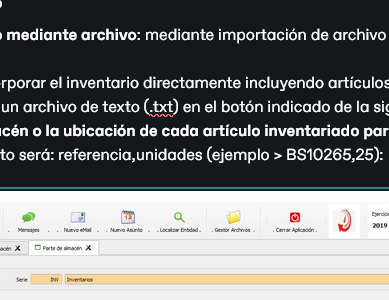 o mediante archivo: mediante importación de archivo
rporar el inventario directamente incluyendo artículos
un archivo de texto (.txt) en el botón indicado de la sig
cén o la ubicación de cada artículo inventariado par
to será: referencia,unidades (ejemplo > BS10265,25):
Mensajes . . Nuevo eMail . . Nuevo Asunto . . Localizar Entidad . . Gestor Archivos . . Cerrar Aplicación .
Ejercicio
2019
acén X Parte de almacén X
Serie INV Inventarios